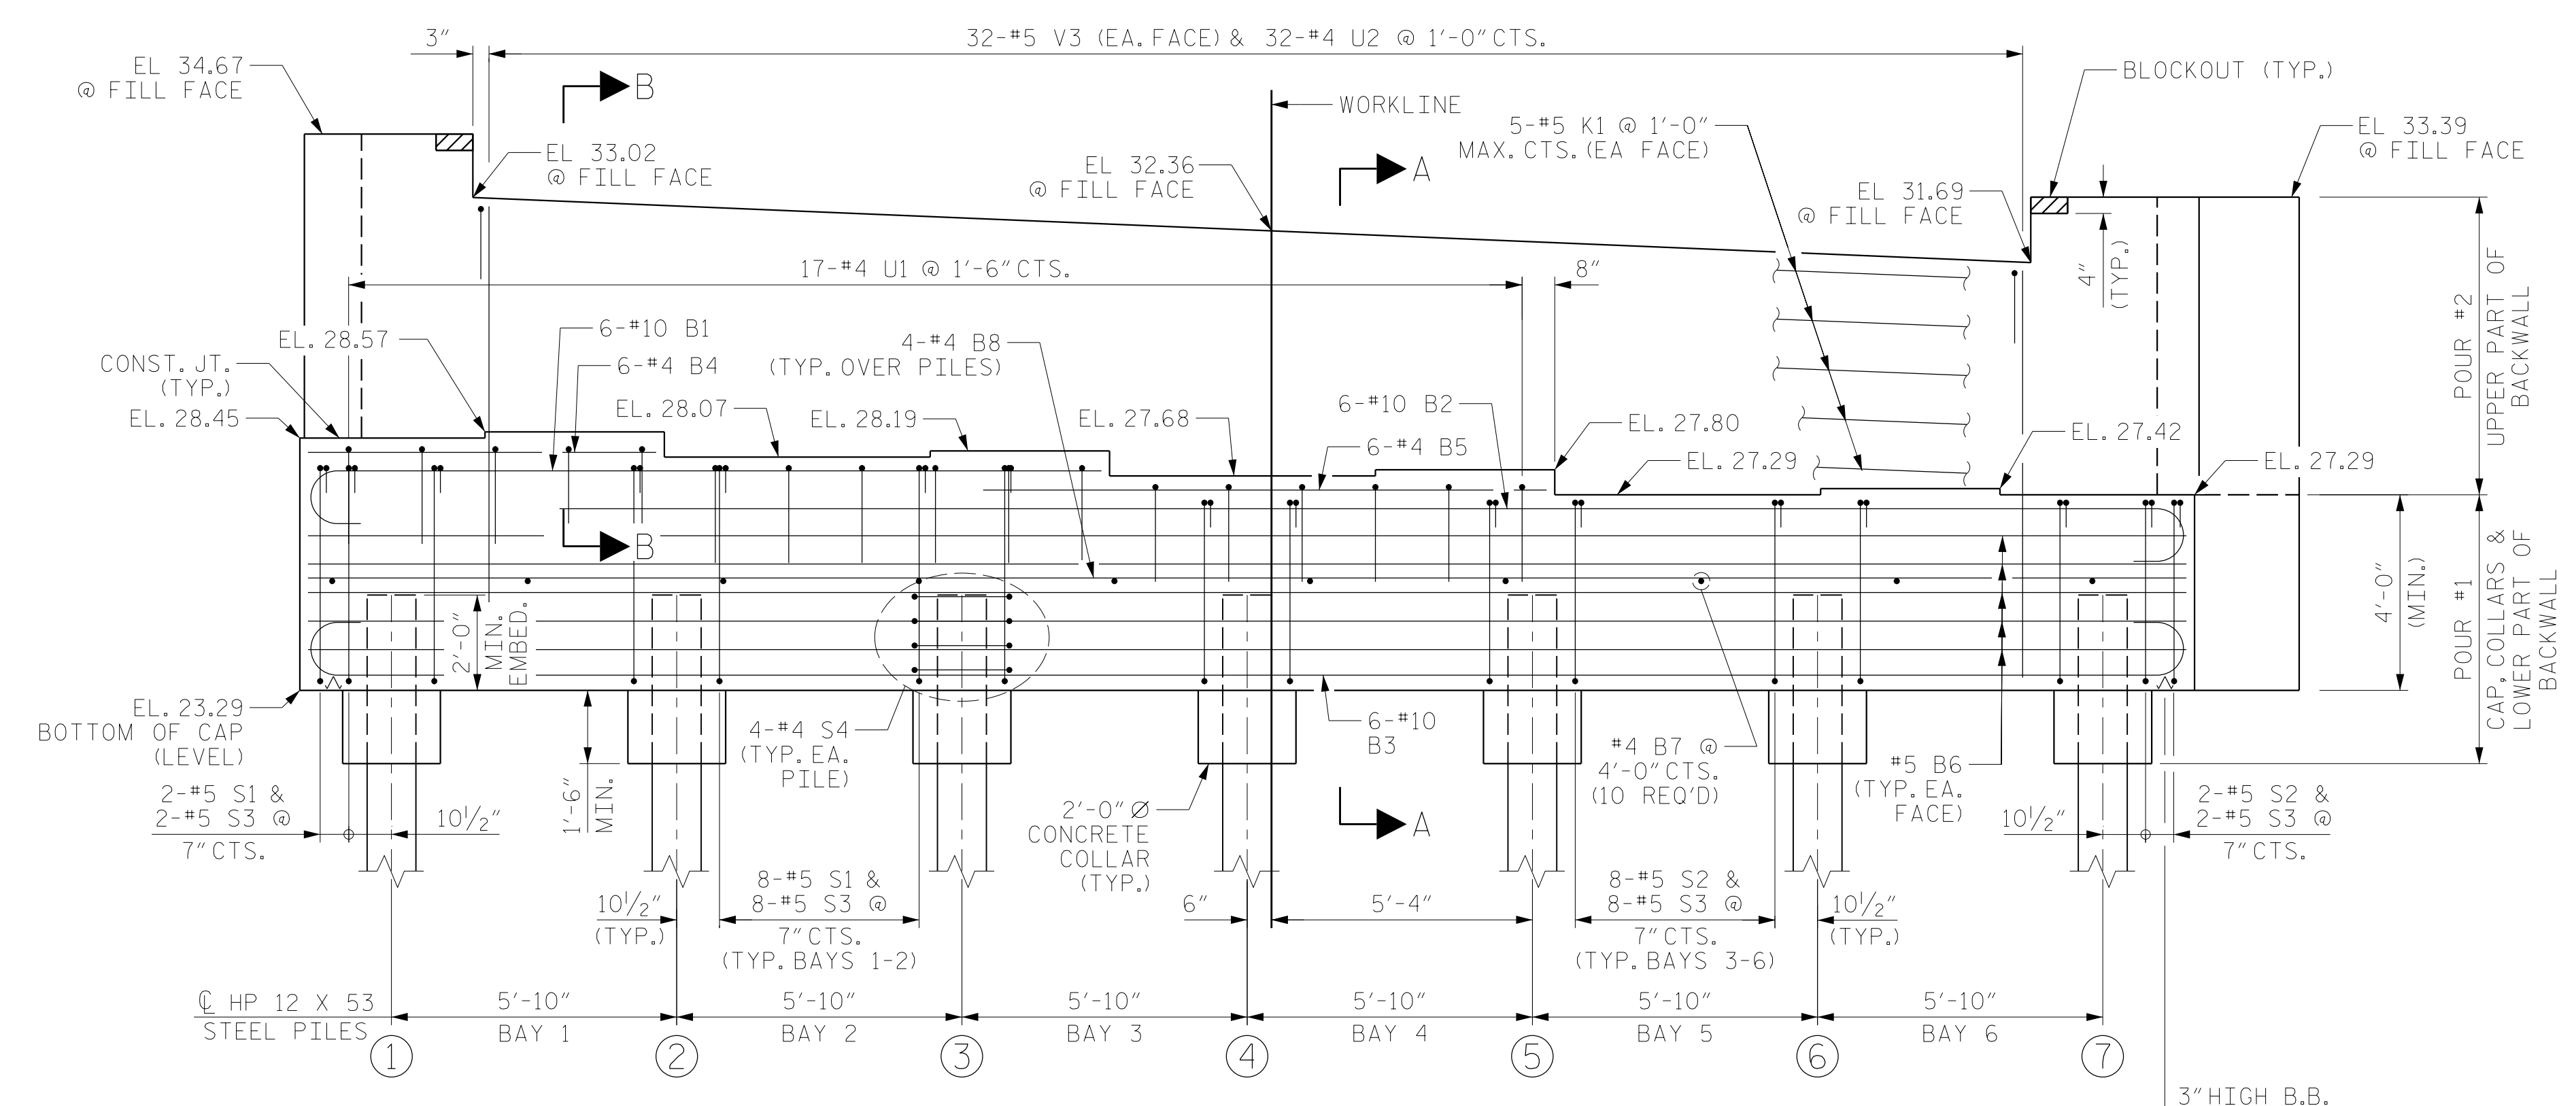 3"
32-#5 V3 (EA. FACE) & 32-#4 U2 @ 1'-0" CTS.
EL 34.67
@ FILL FACE
B
BLOCKOUT (TYP.)
WORKLINE
5-#5 K1 @ 1'-0"
MAX. CTS. (EA FACE)
EL 33.39
@ FILL FACE
EL 33.02
@ FILL FACE
EL 32.36
@ FILL FACE
A
EL 31.69
@ FILL FACE
17-#4 U1 @ 1'-6" CTS.
8"
4"
(TYP.)
POUR #2
UPPER PART OF
BACKWALL
EL. 28.57
6-#10 B1
4-#4 B8
(TYP. OVER PILES)
CONST. JT.
(TYP.)
6-#4 B4
EL. 28.45
EL. 28.07
EL. 28.19
EL. 27.68
6-#10 B2
6-#4 B5
EL. 27.80
EL. 27.42
EL. 27.29
EL. 27.29
B
2'-0"
MIN.
EMBED.
4'-0"
(MIN.)
POUR #1
CAP, COLLARS &
LOWER PART OF
BACKWALL
EL. 23.29
BOTTOM OF CAP
(LEVEL)
1'-6"
MIN.
4-#4 S4
(TYP. EA.
PILE)
6-#10
B3
#4 B7 @
4'-0" CTS.
(10 REQ'D)
#5 B6
(TYP. EA.
FACE)
2-#5 S1 &
2-#5 S3 @
7" CTS.
10 1/2"
2'-0" Ø
CONCRETE
COLLAR
(TYP.)
A
10 1/2"
2-#5 S2 &
2-#5 S3 @
7" CTS.
10 1/2"
(TYP.)
8-#5 S1 &
8-#5 S3 @
7" CTS.
(TYP. BAYS 1-2)
6"
5'-4"
8-#5 S2 &
8-#5 S3 @
7" CTS.
(TYP. BAYS 3-6)
10 1/2"
(TYP.)
℄ HP 12 X 53
STEEL PILES
5'-10"
BAY 1
5'-10"
BAY 2
5'-10"
BAY 3
5'-10"
BAY 4
5'-10"
BAY 5
5'-10"
BAY 6
1
2
3
4
5
6
7
3" HIGH B.B.